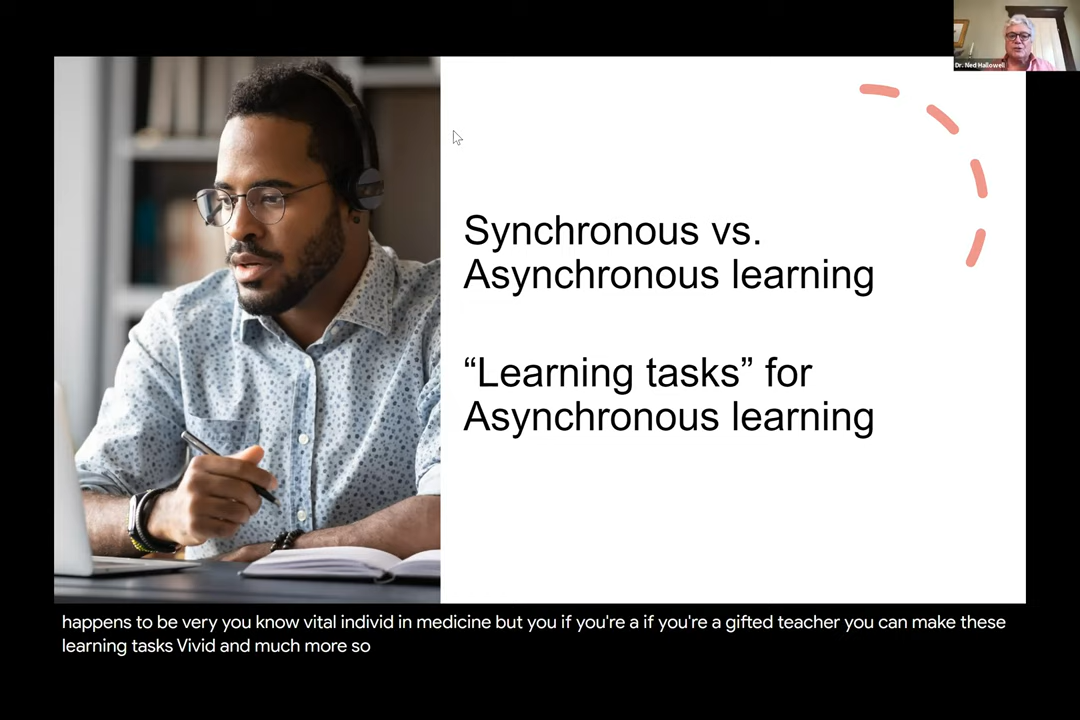 Dr. Ned Hallowell
Synchronous vs.
Asynchronous learning
“Learning tasks” for
Asynchronous learning
happens to be very you know vital individ in medicine but you if you're a if you're a gifted teacher you can make these
learning tasks Vivid and much more so